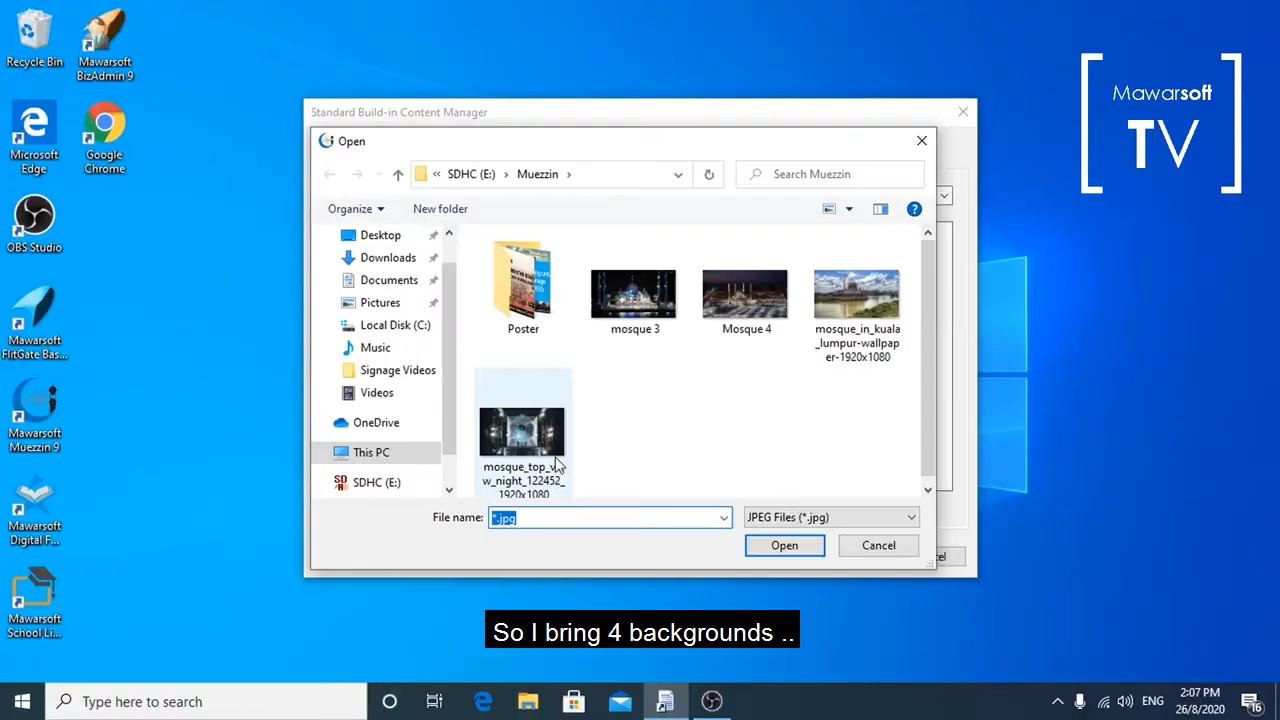 Recycle Bin
Mawarsoft
BizAdmin 9
Microsoft
Edge
Google
Chrome
OBS Studio
Mawarsoft
FlitGate Bas...
Mawarsoft
Muezzin 9
Mawarsoft
Digital F...
Mawarsoft
School Li...
Mawarsoft
TV
Standard Build-in Content Manager
Open
SDHC (E:)
Muezzin
Search Muezzin
Organize
New folder
Desktop
Downloads
Documents
Pictures
Local Disk (C:)
Music
Signage Videos
Videos
OneDrive
This PC
SD
SDHC (E:)
Poster
mosque 3
Mosque 4
mosque_in_kuala
_lumpur-wallpap
er-1920x1080
w_night_122452_
1920x1080
File name:
*.jpg
JPEG Files (*.jpg)
Open
Cancel
So I bring 4 backgrounds ..
Type here to search
ENG
2:07 PM
26/8/2020
16